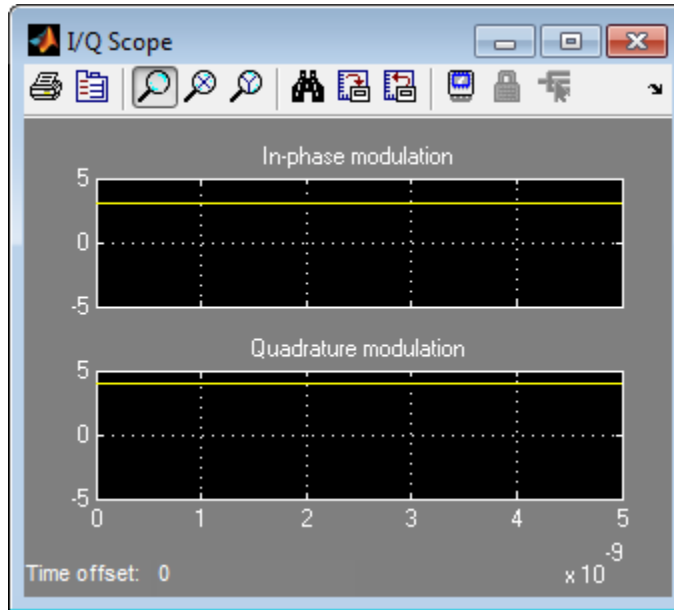 I/Q Scope
In-phase modulation
5
0
-5
Quadrature modulation
5
0
-5
0 1 2 3 4 5
x 10-9
Time offset: 0